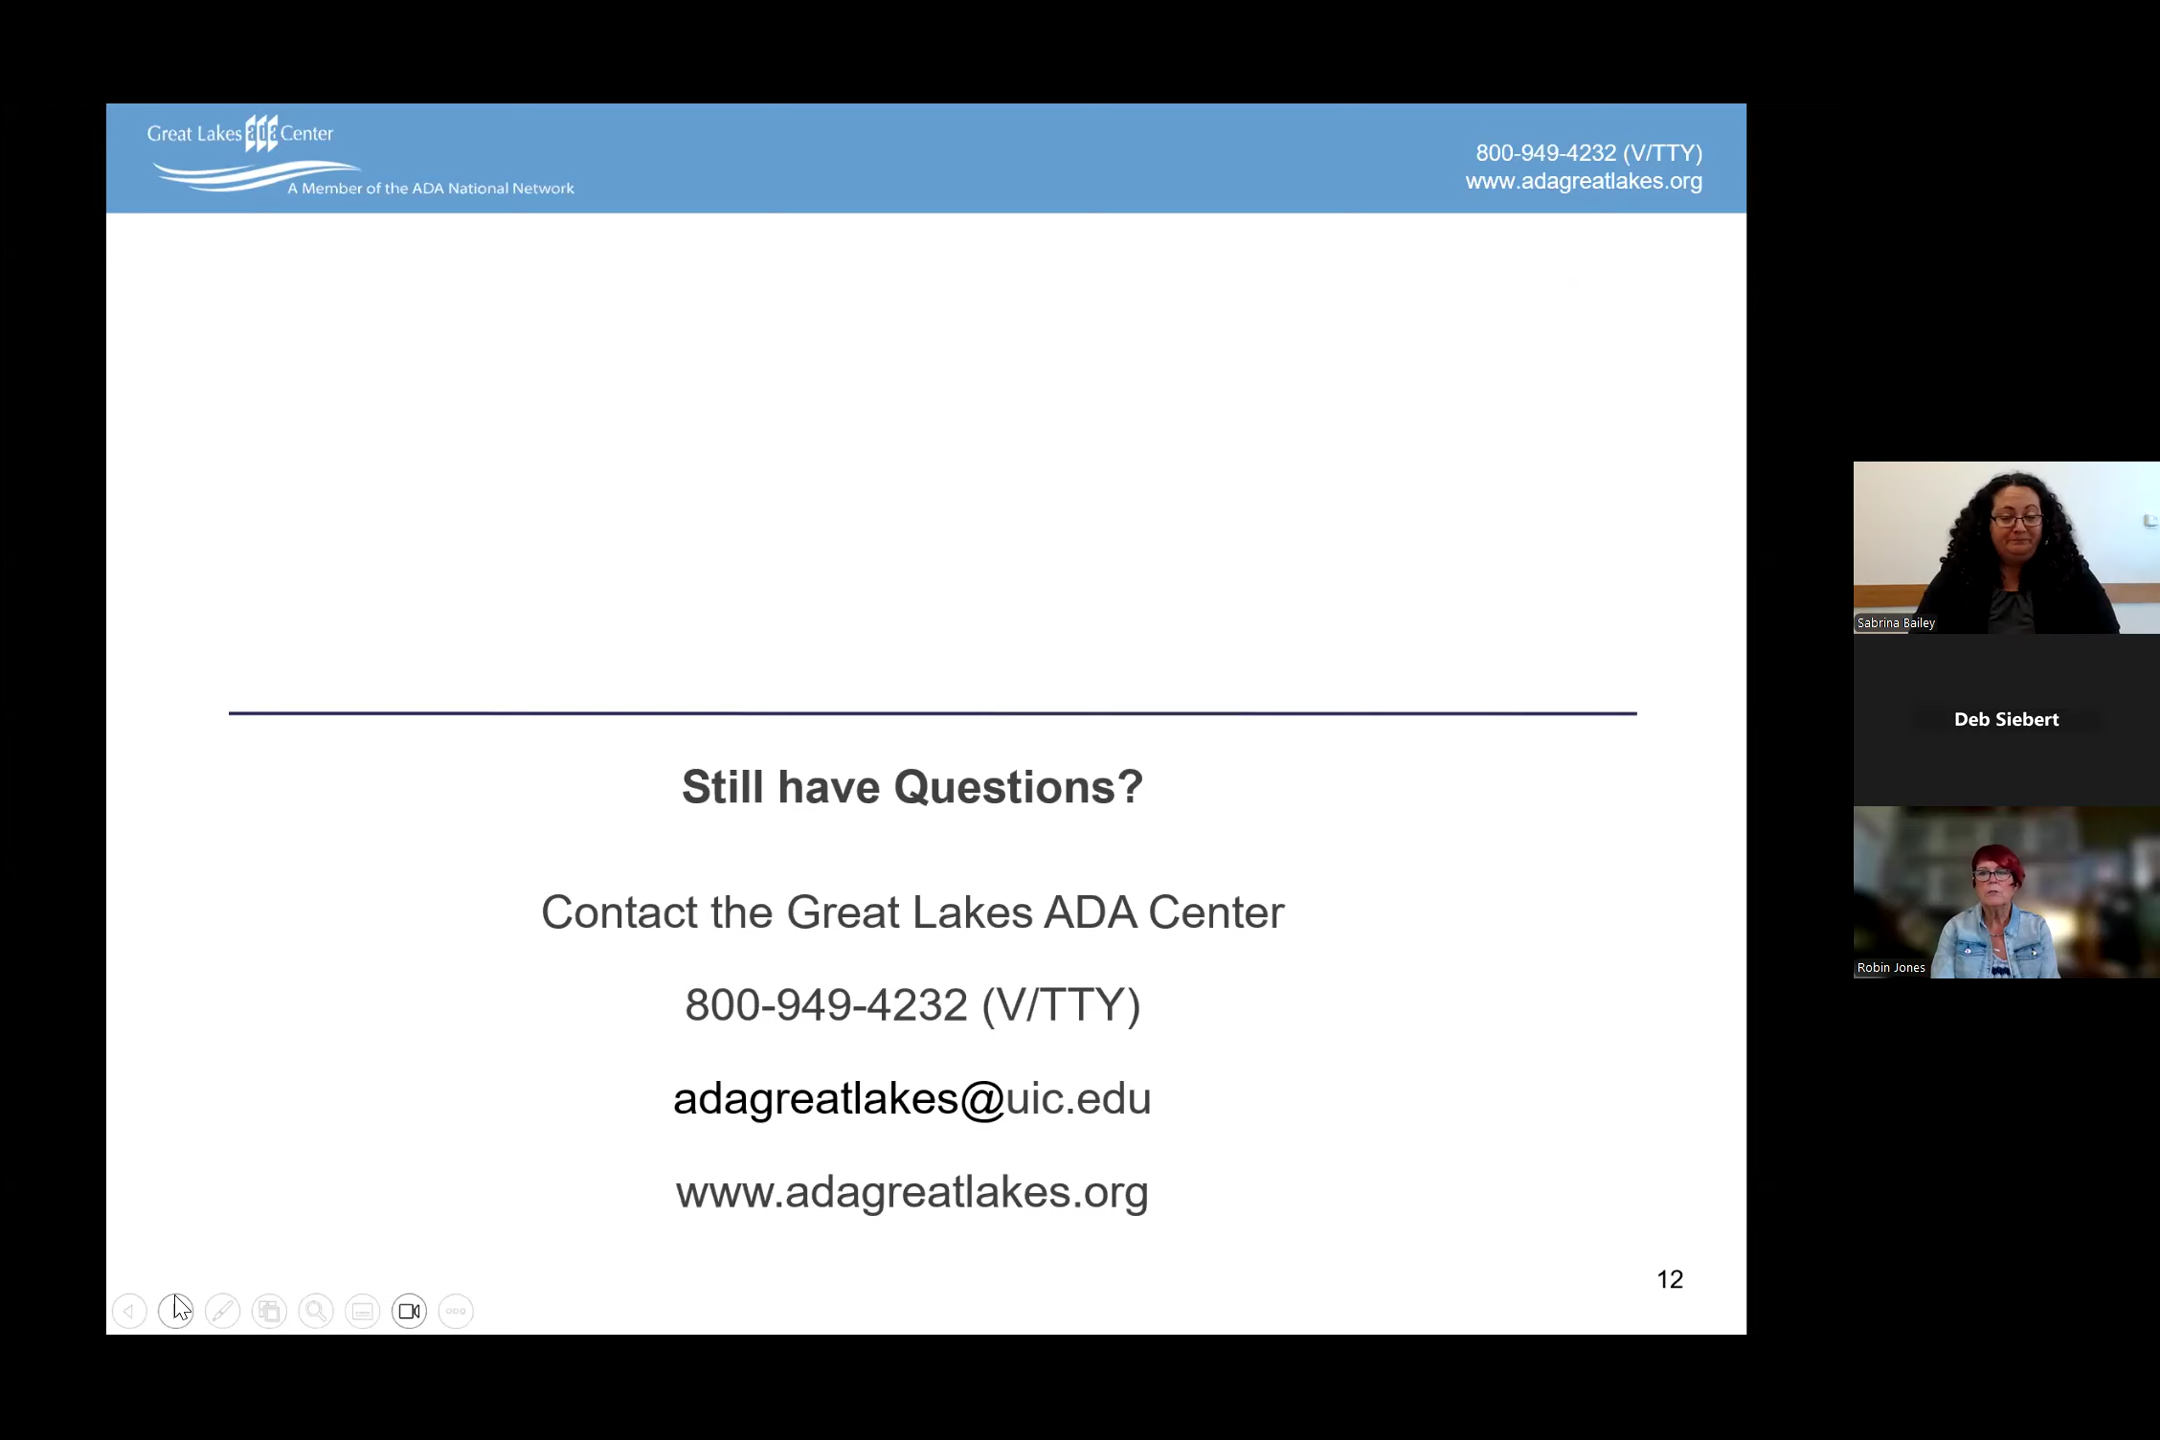 Great Lakes ada Center
A Member of the ADA National Network
800-949-4232 (V/TTY)
www.adagreatlakes.org
Still have Questions?
Contact the Great Lakes ADA Center
800-949-4232 (V/TTY)
adagreatlakes@uic.edu
www.adagreatlakes.org
12
Sabrina Bailey
Deb Siebert
Robin Jones